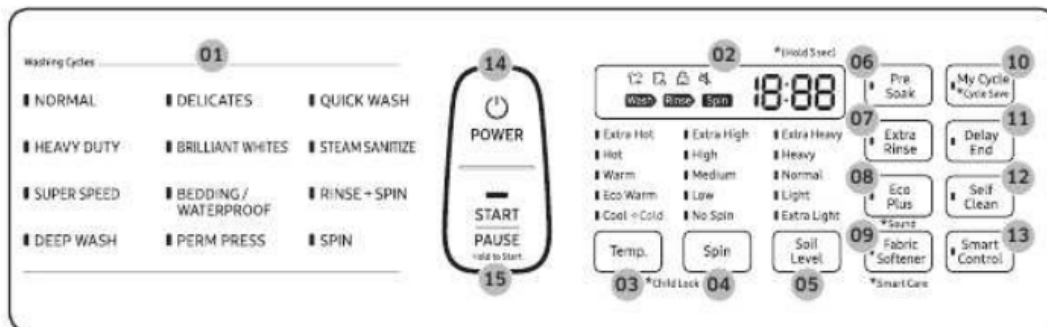 Washing Cycles
01
NORMAL
DELICATES
QUICK WASH
HEAVY DUTY
BRILLIANT WHITES
STEAM SANITIZE
SUPER SPEED
BEDDING /
WATERPROOF
RINSE + SPIN
DEEP WASH
PERM PRESS
SPIN
14
POWER
START
PAUSE
Hold to Start
15
02
*(Hold 3 sec)
Wash Rinse Spin
18:88
Extra Hot
Hot
Warm
Eco Warm
Cool + Cold
Extra High
High
Medium
Low
No Spin
Extra Heavy
Heavy
Normal
Light
Extra Light
Temp.
03
*Child Lock
Spin
04
Soil
Level
05
06
Pre
Soak
07
Extra
Rinse
08
Eco
Plus
*Sound
09
Fabric
Softener
*Smart Care
10
My Cycle
*Cycle Save
11
Delay
End
12
Self
Clean
13
Smart
Control